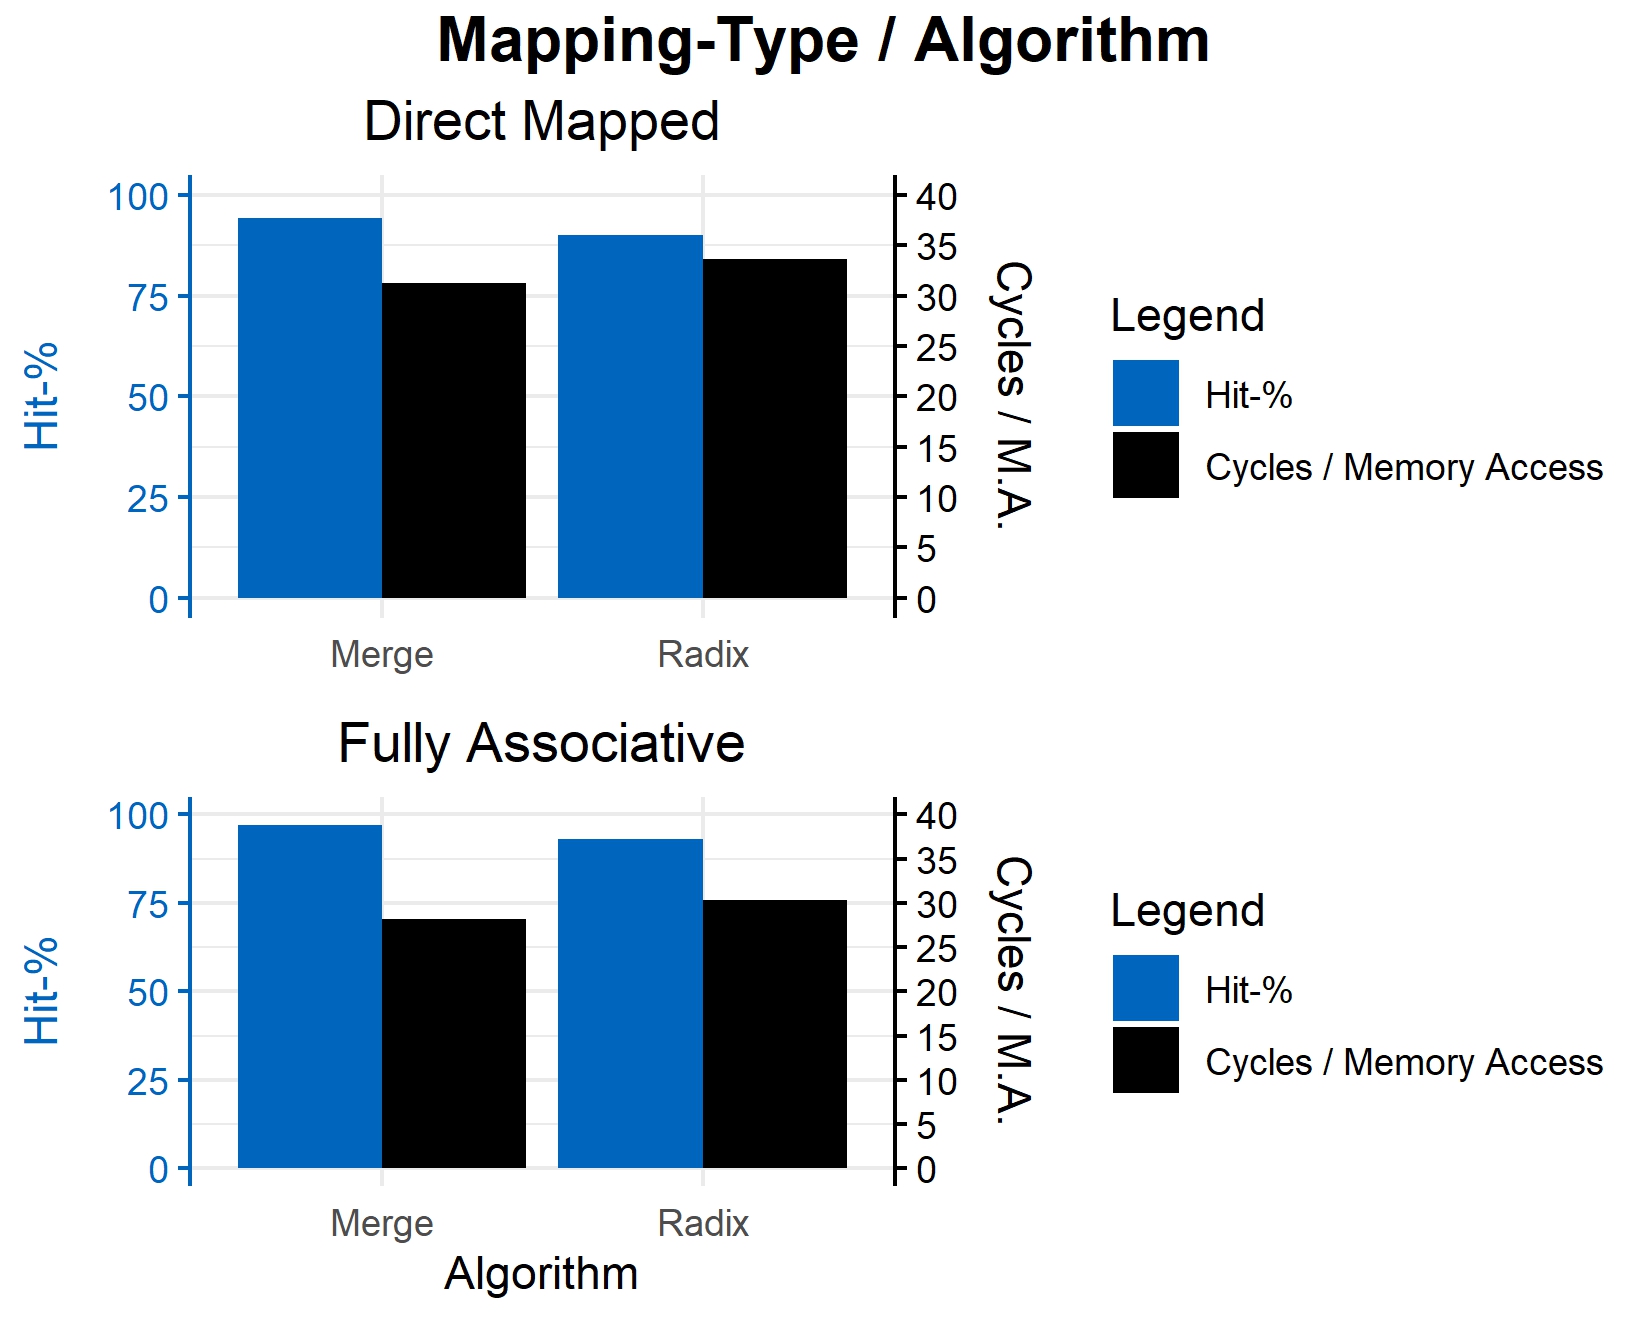 Mapping-Type / Algorithm
Direct Mapped
100
75
50
25
0
Hit-%
40
35
30
25
20
15
10
5
0
Cycles / M.A.
Merge
Radix
Legend
Hit-%
Cycles / Memory Access
Fully Associative
100
75
50
25
0
Hit-%
40
35
30
25
20
15
10
5
0
Cycles / M.A.
Merge
Radix
Algorithm
Legend
Hit-%
Cycles / Memory Access